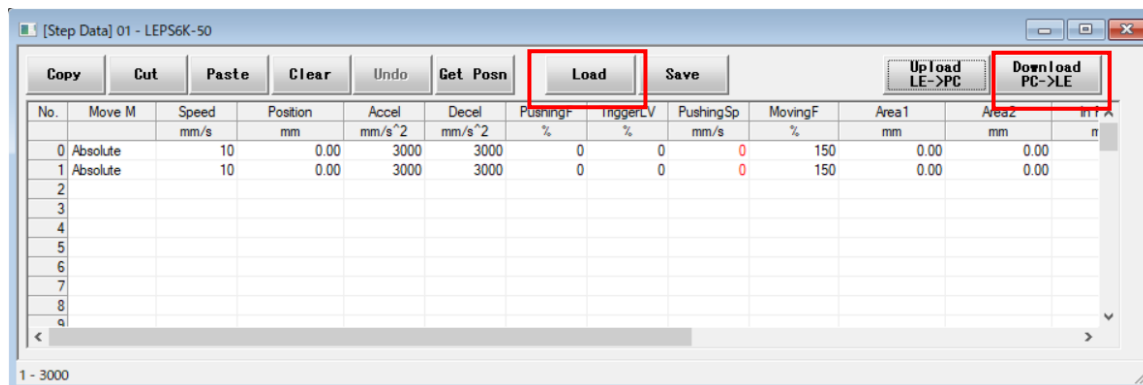 [Step Data] 01 - LEPS6K-50
Copy Cut Paste Clear Undo Get Posn Load Save Upload LE->PC Download PC->LE
No. Move M Speed Position Accel Decel PushingF TriggerLV PushingSp MovingF Area1 Area2 In P
mm/s mm mm/s^2 mm/s^2 % % mm/s % mm mm
0 Absolute 10 0.00 3000 3000 0 0 0 150 0.00 0.00
1 Absolute 10 0.00 3000 3000 0 0 0 150 0.00 0.00
2
3
4
5
6
7
8
9
1 - 3000